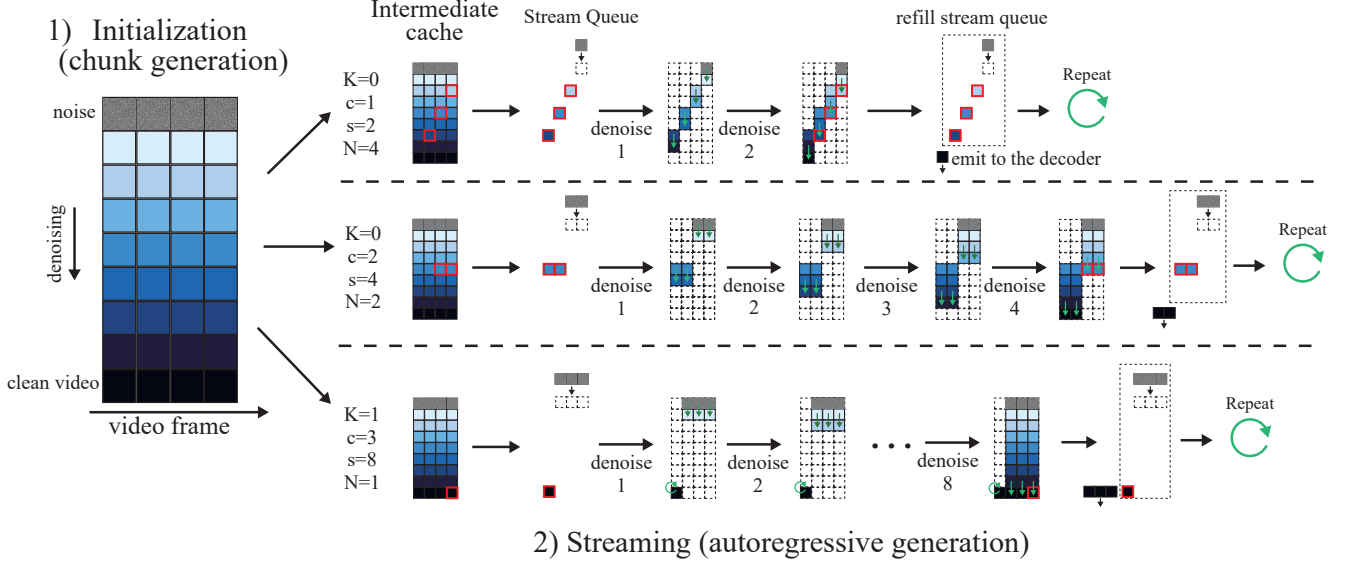 1) Initialization
(chunk generation)
noise
denoising
clean video
video frame
Intermediate
cache
Stream Queue
refill stream queue
K=0
c=1
s=2
N=4
denoise
1
denoise
2
emit to the decoder
Repeat
K=0
c=2
s=4
N=2
denoise
1
denoise
2
denoise
3
denoise
4
Repeat
K=1
c=3
s=8
N=1
denoise
1
denoise
2
denoise
8
Repeat
2) Streaming (autoregressive generation)